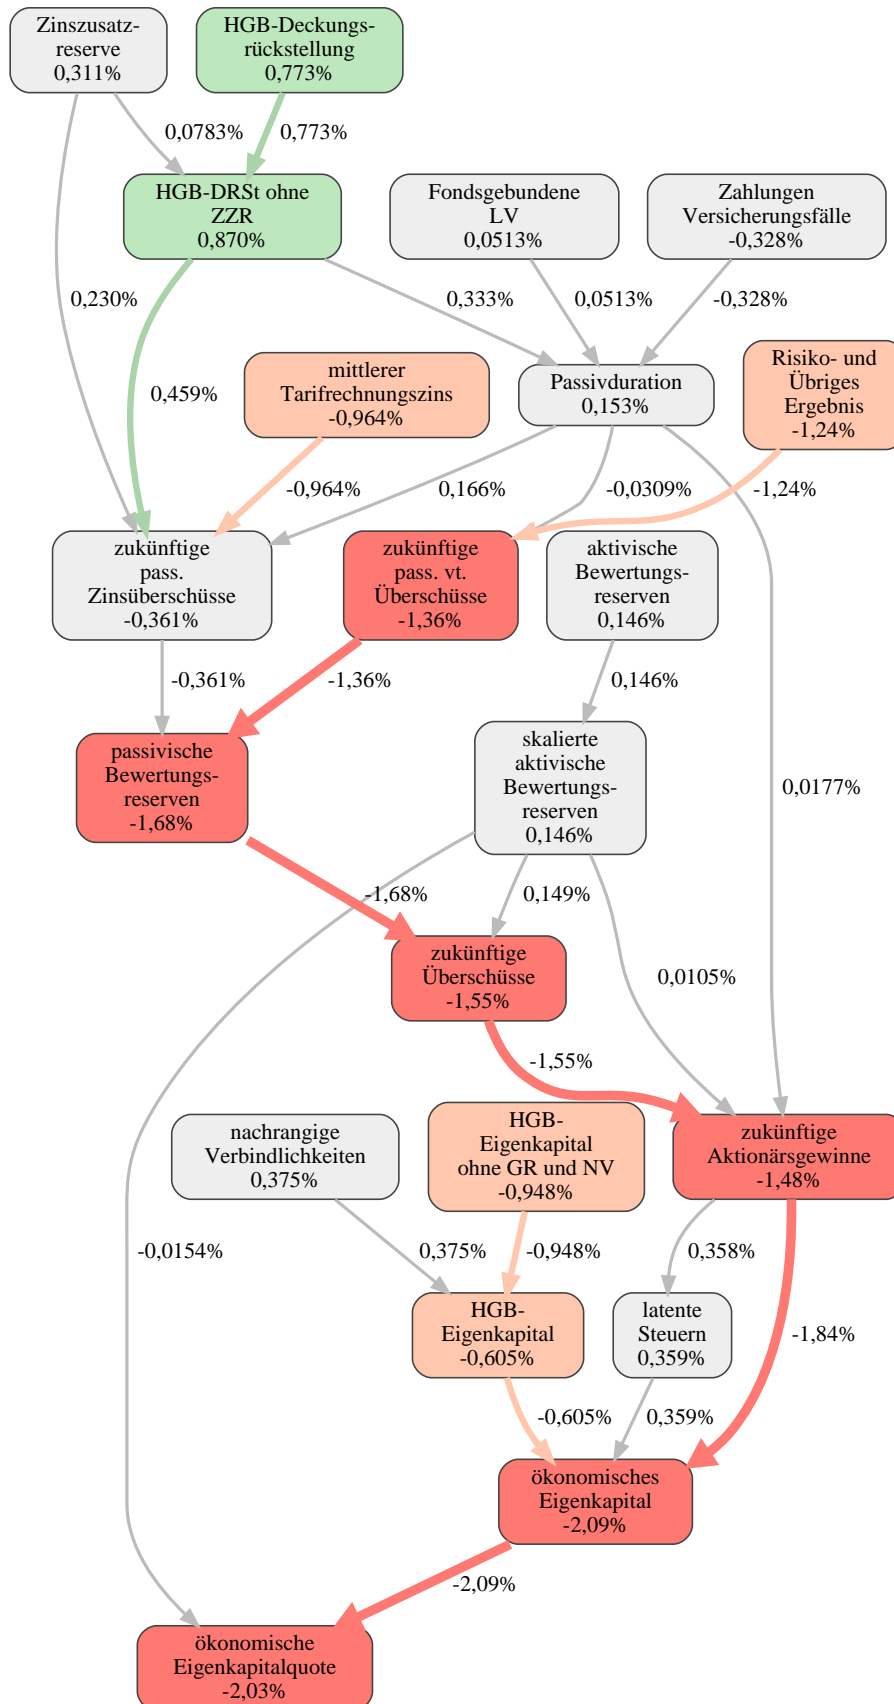 Zinszusatz-
reserve
0,311%
HGB-Deckungs-
rückstellung
0,773%
0,0783%
0,773%
HGB-DRSt ohne
ZZR
0,870%
Fondsgebundene
LV
0,0513%
Zahlungen
Versicherungsfälle
-0,328%
0,230%
0,333%
0,0513%
-0,328%
mittlerer
Tarifrechnungszins
-0,964%
Passivduration
0,153%
Risiko- und
Übriges
Ergebnis
-1,24%
0,459%
-0,964%
0,166%
-0,0309%
-1,24%
zukünftige
pass.
Zinsüberschüsse
-0,361%
zukünftige
pass. vt.
Überschüsse
-1,36%
aktivische
Bewertungs-
reserven
0,146%
-0,361%
-1,36%
0,146%
passivische
Bewertungs-
reserven
-1,68%
skalierte
aktivische
Bewertungs-
reserven
0,146%
0,0177%
-1,68%
0,149%
zukünftige
Überschüsse
-1,55%
0,0105%
-1,55%
nachrangige
Verbindlichkeiten
0,375%
HGB-
Eigenkapital
ohne GR und NV
-0,948%
zukünftige
Aktionärsgewinne
-1,48%
-0,0154%
0,375%
-0,948%
0,358%
HGB-
Eigenkapital
-0,605%
latente
Steuern
0,359%
-1,84%
-0,605%
0,359%
ökonomisches
Eigenkapital
-2,09%
-2,09%
ökonomische
Eigenkapitalquote
-2,03%